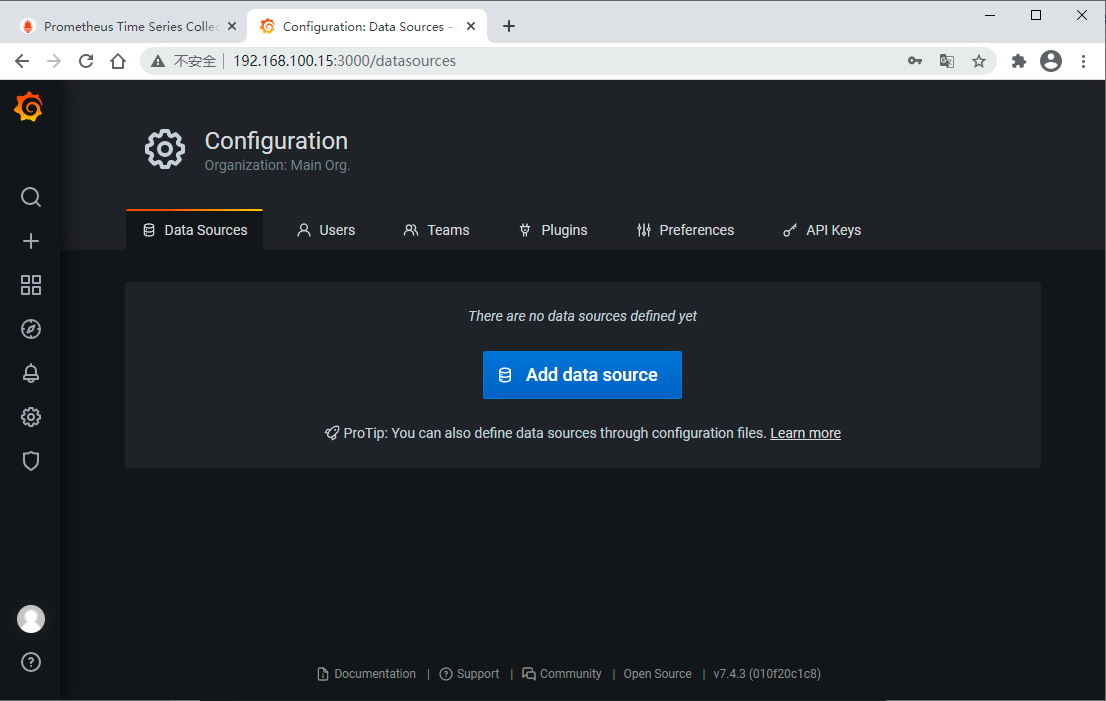 Prometheus Time Series Collec
Configuration: Data Sources -
不安全 192.168.100.15:3000/datasources
Configuration
Organization: Main Org.
Data Sources Users Teams Plugins Preferences API Keys
There are no data sources defined yet
Add data source
ProTip: You can also define data sources through configuration files. Learn more
Documentation | Support | Community | Open Source | v7.4.3 (010f20c1c8)